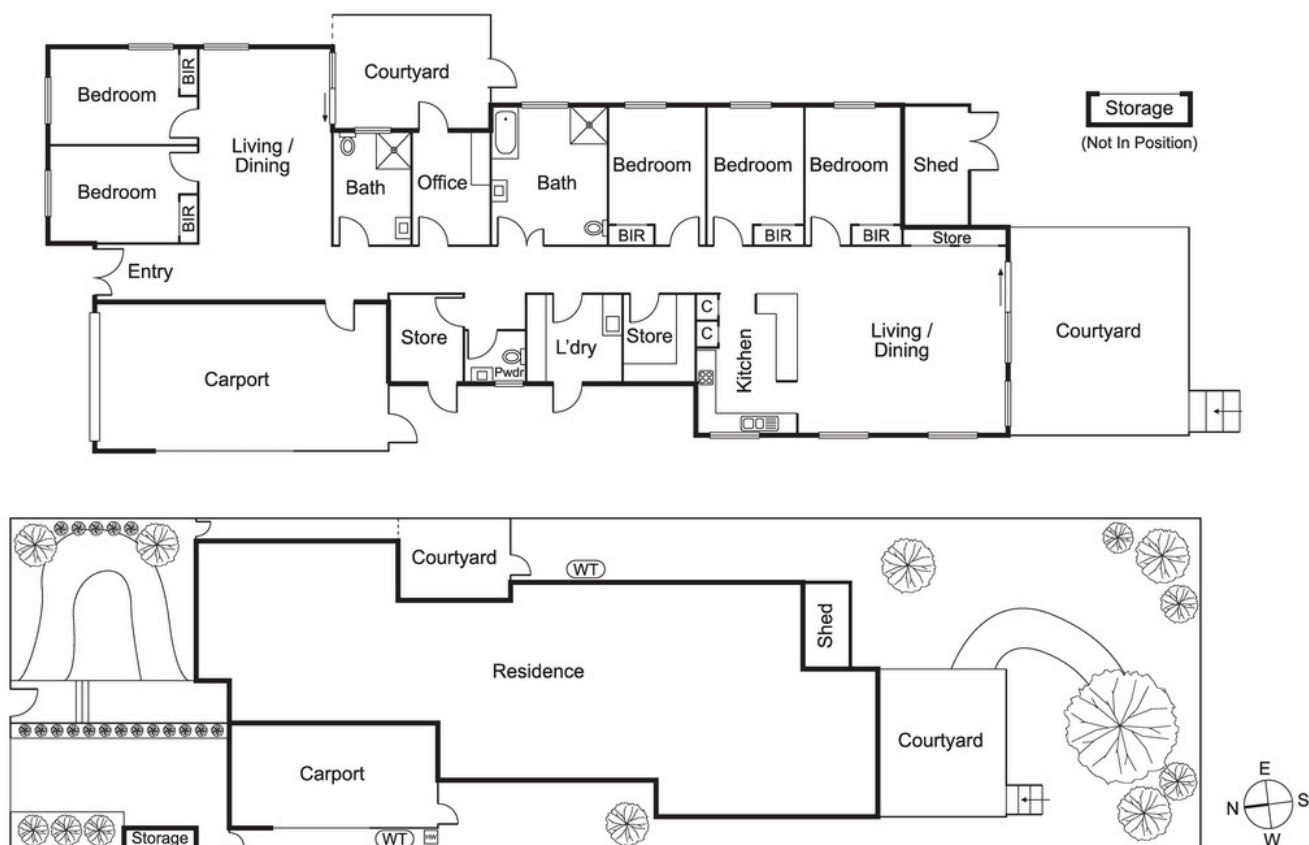 Courtyard
Bedroom
BIR
Living /
Dining
Bedroom
BIR
Bath
Office
Bath
Bedroom
Bedroom
Bedroom
Shed
BIR
BIR
BIR
Store
Storage
(Not In Position)
Entry
Carport
Store
Pwdr
L'dry
Store
C
C
Kitchen
Living /
Dining
Courtyard
Courtyard
WT
Shed
Residence
Courtyard
Carport
Storage
WT
HW
E
N
S
W